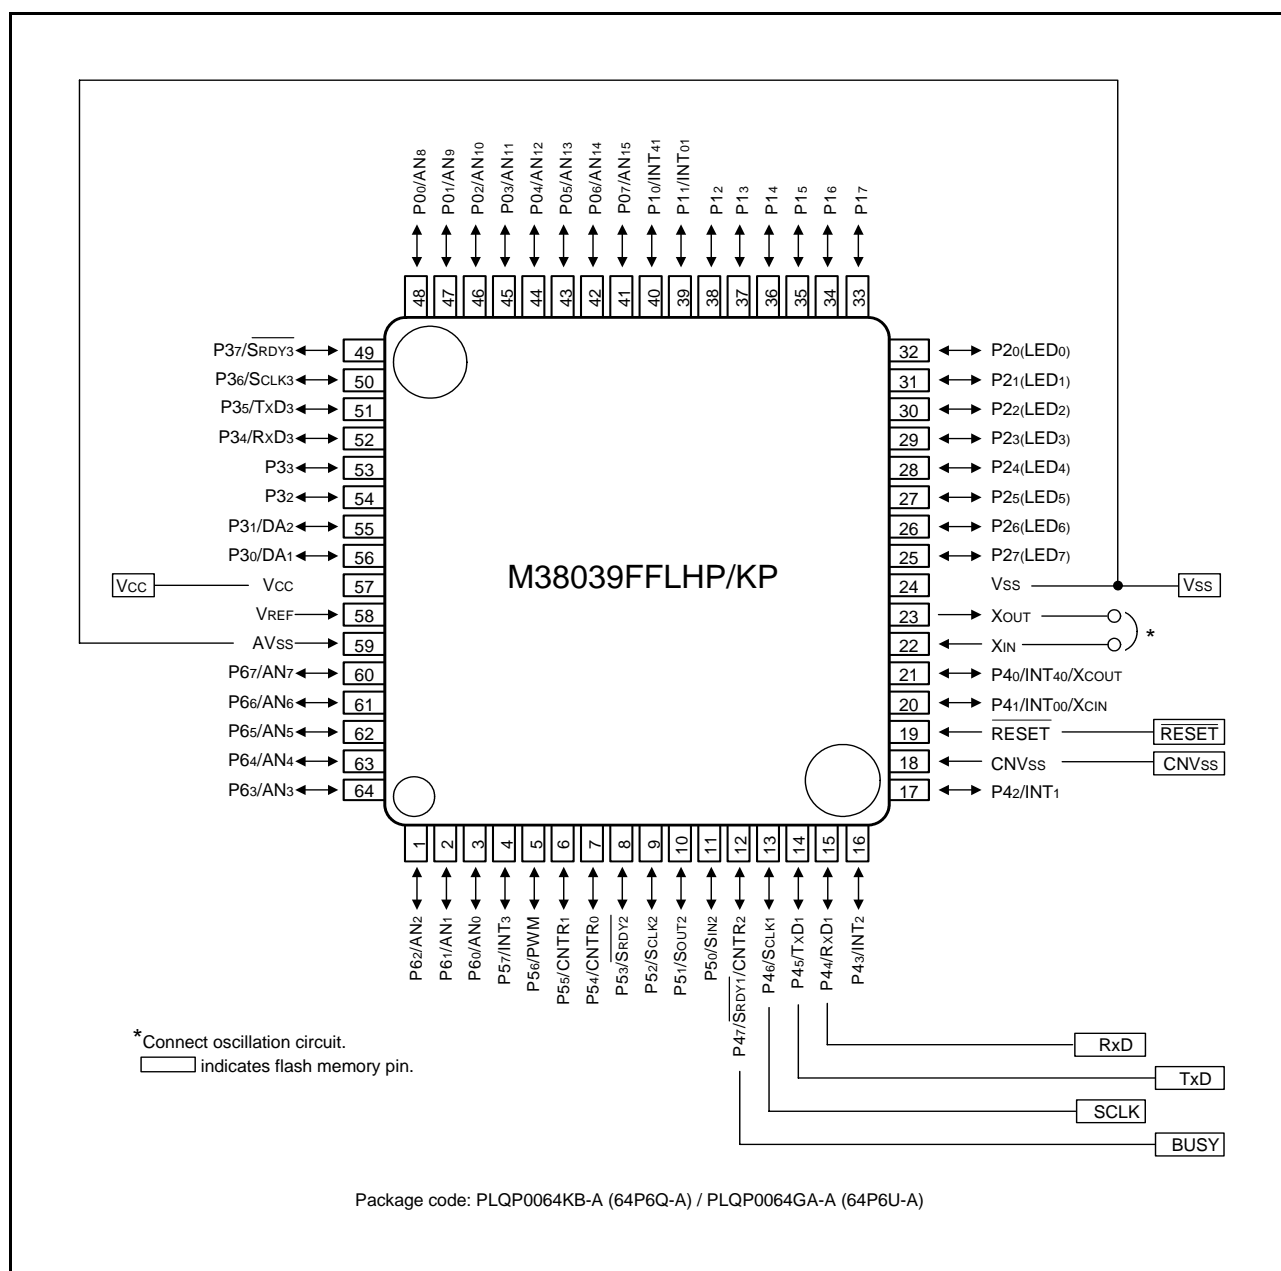 P00/AN8
P01/AN9
P02/AN10
P03/AN11
P04/AN12
P05/AN13
P06/AN14
P07/AN15
P10/INT41
P11/INT01
P12
P13
P14
P15
P16
P17
48
47
46
45
44
43
42
41
40
39
38
37
36
35
34
33
P37/SRDY3 49
P36/SCLK3 50
P35/TXD3 51
P34/RXD3 52
P33 53
P32 54
P31/DA2 55
P30/DA1 56
VCC VCC 57
VREF 58
AVSS 59
P67/AN7 60
P66/AN6 61
P65/AN5 62
P64/AN4 63
P63/AN3 64
M38039FFLHP/KP
32 P20(LED0)
31 P21(LED1)
30 P22(LED2)
29 P23(LED3)
28 P24(LED4)
27 P25(LED5)
26 P26(LED6)
25 P27(LED7)
24 VSS VSS
23 XOUT
*
22 XIN
21 P40/INT40/XCOUT
20 P41/INT00/XCIN
19 RESET RESET
18 CNVSS CNVSS
17 P42/INT1
1
2
3
4
5
6
7
8
9
10
11
12
13
14
15
16
P62/AN2
P61/AN1
P60/AN0
P57/INT3
P56/PWM
P55/CNTR1
P54/CNTR0
P53/SRDY2
P52/SCLK2
P51/SOUT2
P50/SIN2
P47/SRDY1/CNTR2
P46/SCLK1
P45/TXD1
P44/RXD1
P43/INT2
*Connect oscillation circuit.
indicates flash memory pin.
RxD
TxD
SCLK
BUSY
Package code: PLQP0064KB-A (64P6Q-A) / PLQP0064GA-A (64P6U-A)